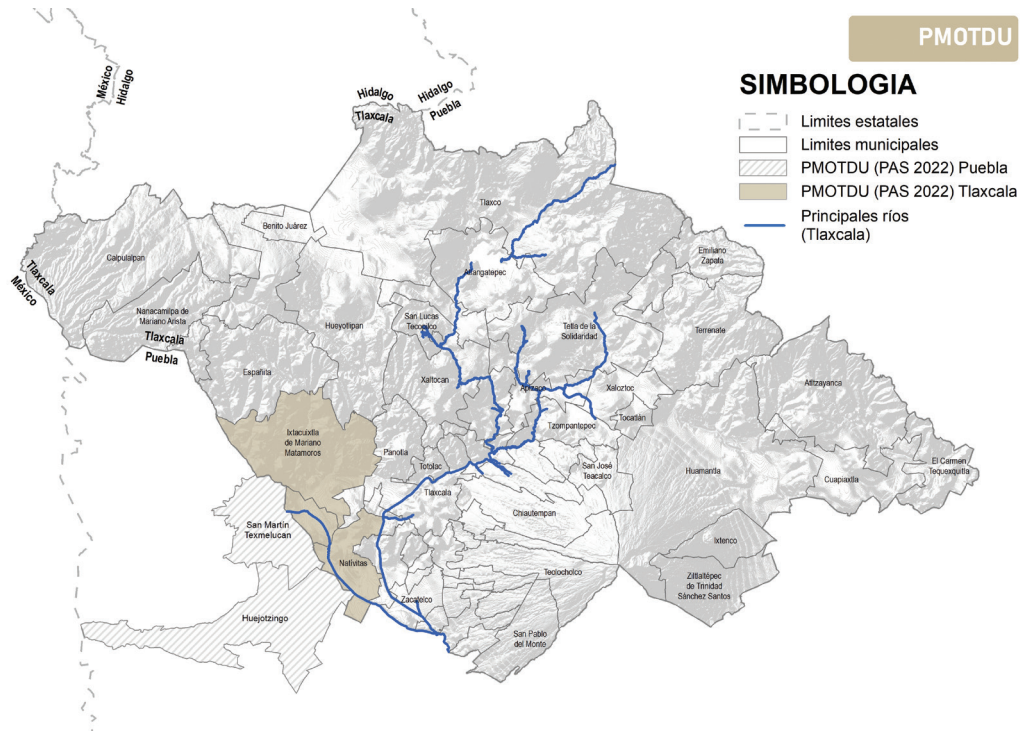 PMOTDU
SIMBOLOGIA
Limites estatales
Limites municipales
PMOTDU (PAS 2022) Puebla
PMOTDU (PAS 2022) Tlaxcala
Principales ríos
(Tlaxcala)
México
Hidalgo
Hidalgo
Tlaxcala
Hidalgo
Puebla
Tlaxco
Benito Juárez
Calpulalpan
Emiliano
Zapata
Atlangatepec
Tlaxcala
México
Nanacamilpa de
Mariano Arista
Hueyotlipan
San Lucas
Tecopilco
Tetla de la
Solidaridad
Terrenate
Tlaxcala
Puebla
Españita
Xaltocan
Apizaco
Xaloztoc
Atltzayanca
Tocatlán
Tzompantepec
Ixtacuixtla
de Mariano
Matamoros
Panotla
Totolac
San José
Teacalco
Huamantla
El Carmen
Tequexquitla
Cuapiaxtla
Tlaxcala
Chiautempan
San Martín
Texmelucan
Ixtenco
Nativitas
Teolocholco
Ziltlaltépec
de Trinidad
Sánchez Santos
Zacatelco
Huejotzingo
San Pablo
del Monte